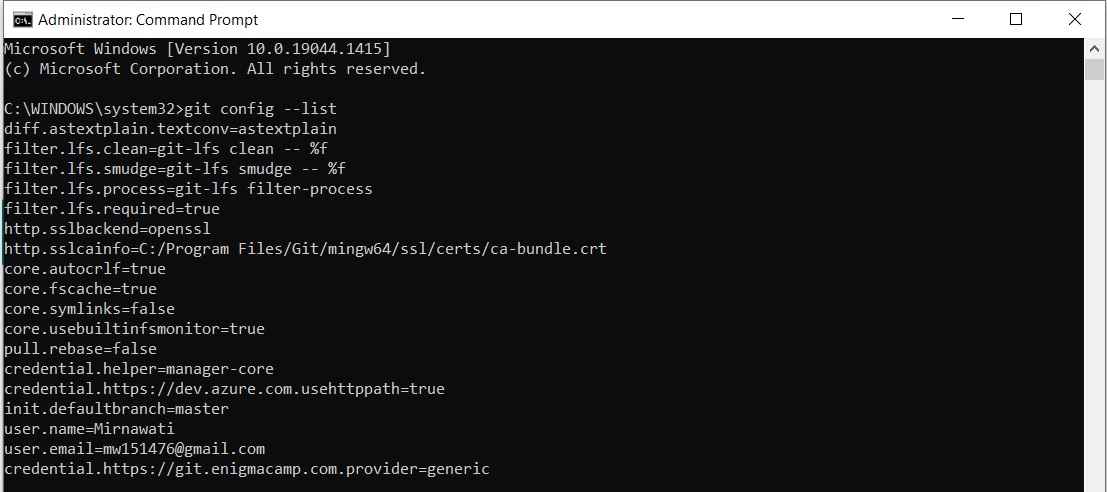 Administrator: Command Prompt
Microsoft Windows [Version 10.0.19044.1415]
(c) Microsoft Corporation. All rights reserved.
C:\WINDOWS\system32>git config --list
diff.astextplain.textconv=astextplain
filter.lfs.clean=git-lfs clean -- %f
filter.lfs.smudge=git-lfs smudge -- %f
filter.lfs.process=git-lfs filter-process
filter.lfs.required=true
http.sslbackend=openssl
http.sslcainfo=C:/Program Files/Git/mingw64/ssl/certs/ca-bundle.crt
core.autocrlf=true
core.fscache=true
core.symlinks=false
core.usebuiltinfsmonitor=true
pull.rebase=false
credential.helper=manager-core
credential.https://dev.azure.com.usehttppath=true
init.defaultbranch=master
user.name=Mirnawati
user.email=mw151476@gmail.com
credential.https://git.enigmacamp.com.provider=generic